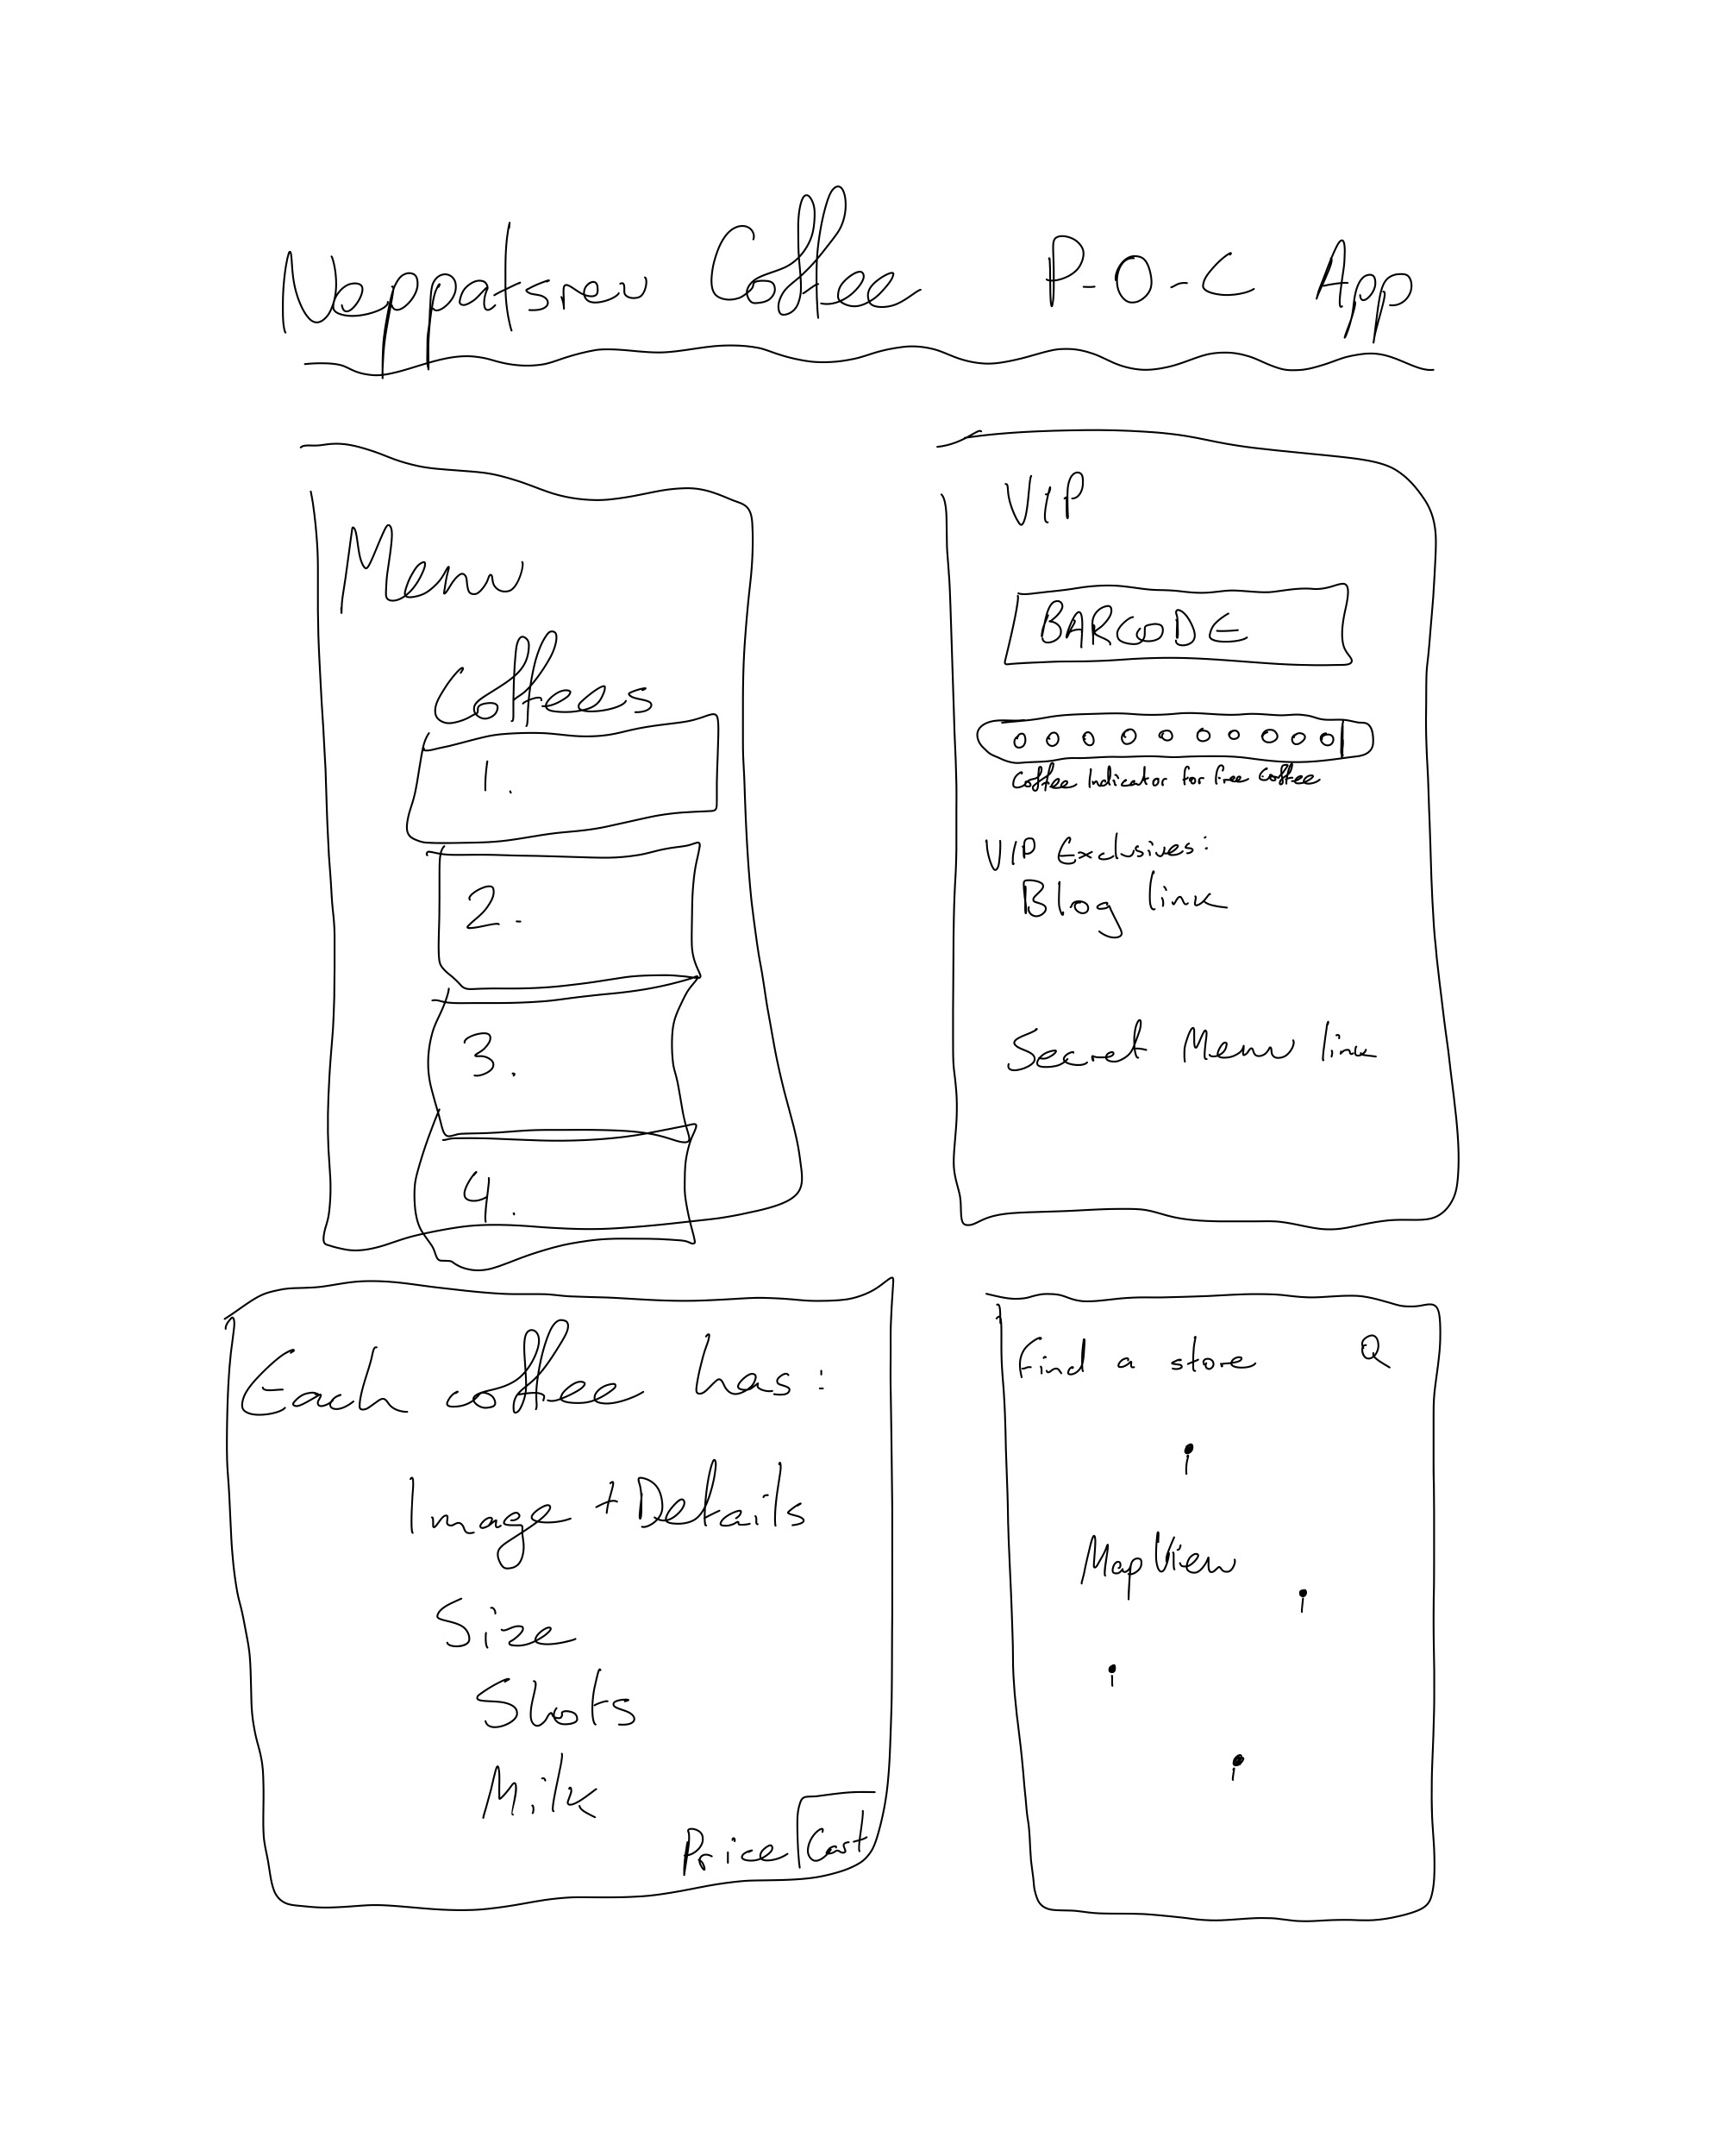 Neppatsrev Coffee P-O-C App
Menu
Coffees
1.
2.
3.
4.
VIP
BARCODE
Coffee Indicator for free coffee
VIP Exclusives:
Blog link
Secret Menu link
Each coffee has:
Image + Details
Size
Shots
Milk
Price Cart
Find a store
MapView